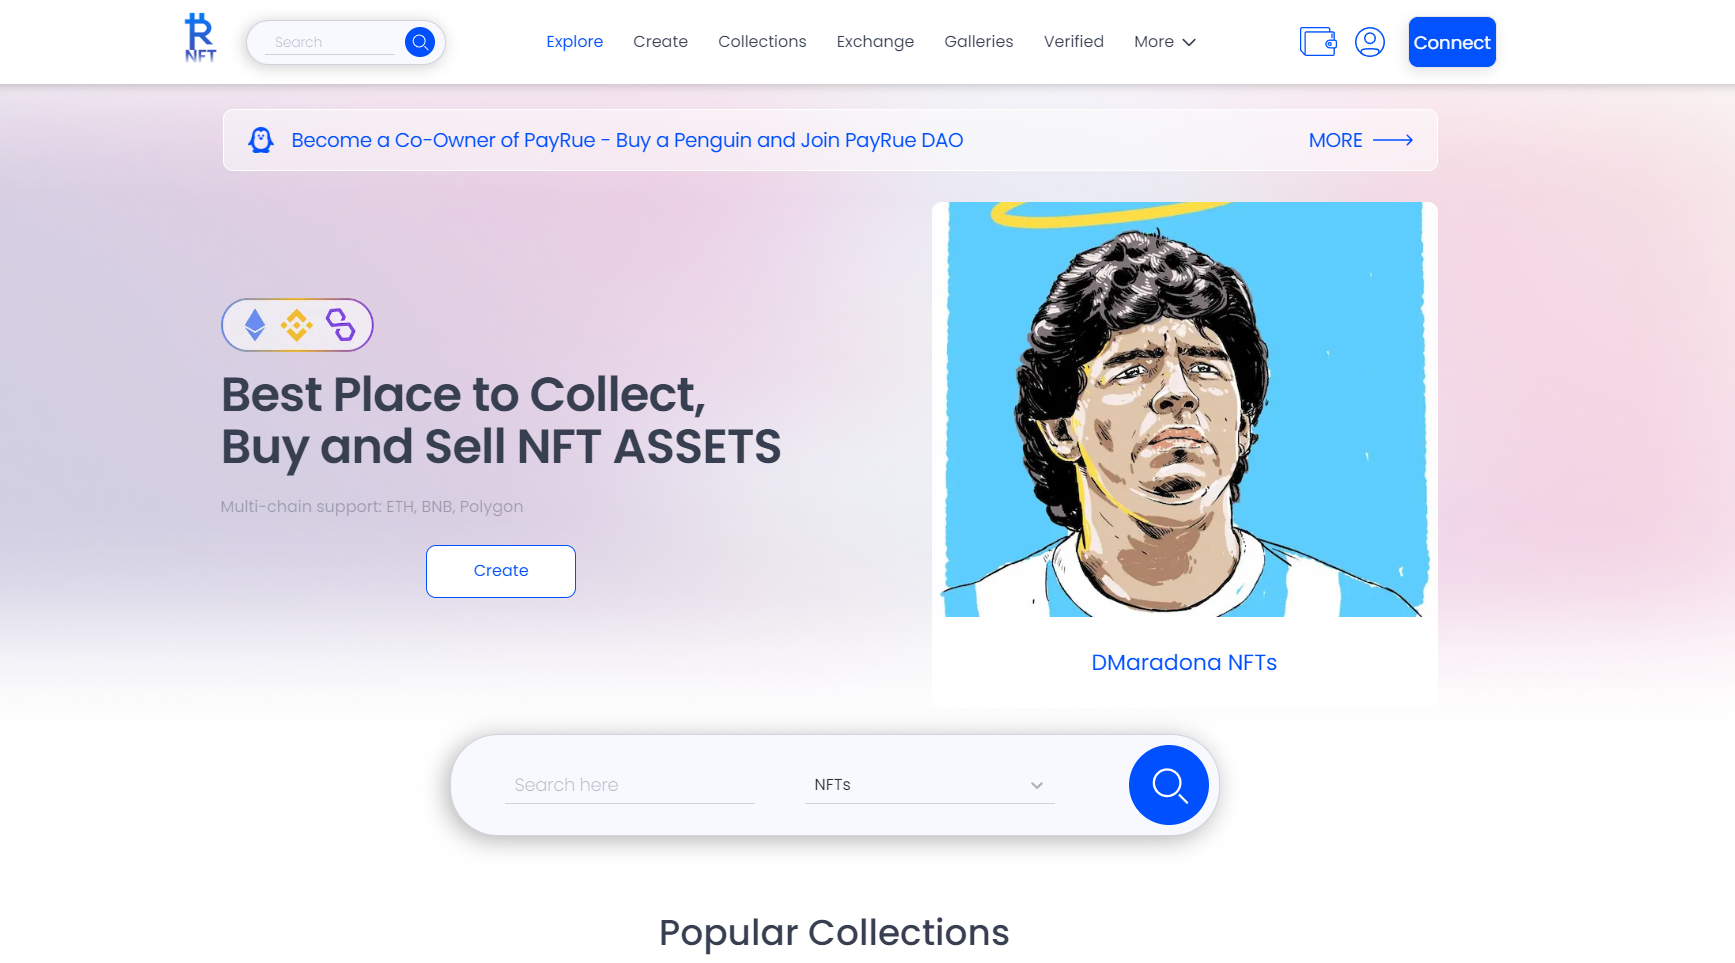 NFT
Search
Explore
Create
Collections
Exchange
Galleries
Verified
More
Connect
Become a Co-Owner of PayRue - Buy a Penguin and Join PayRue DAO
MORE
Best Place to Collect,
Buy and Sell NFT ASSETS
Multi-chain support: ETH, BNB, Polygon
Create
DMaradona NFTs
Search here
NFTs
Popular Collections